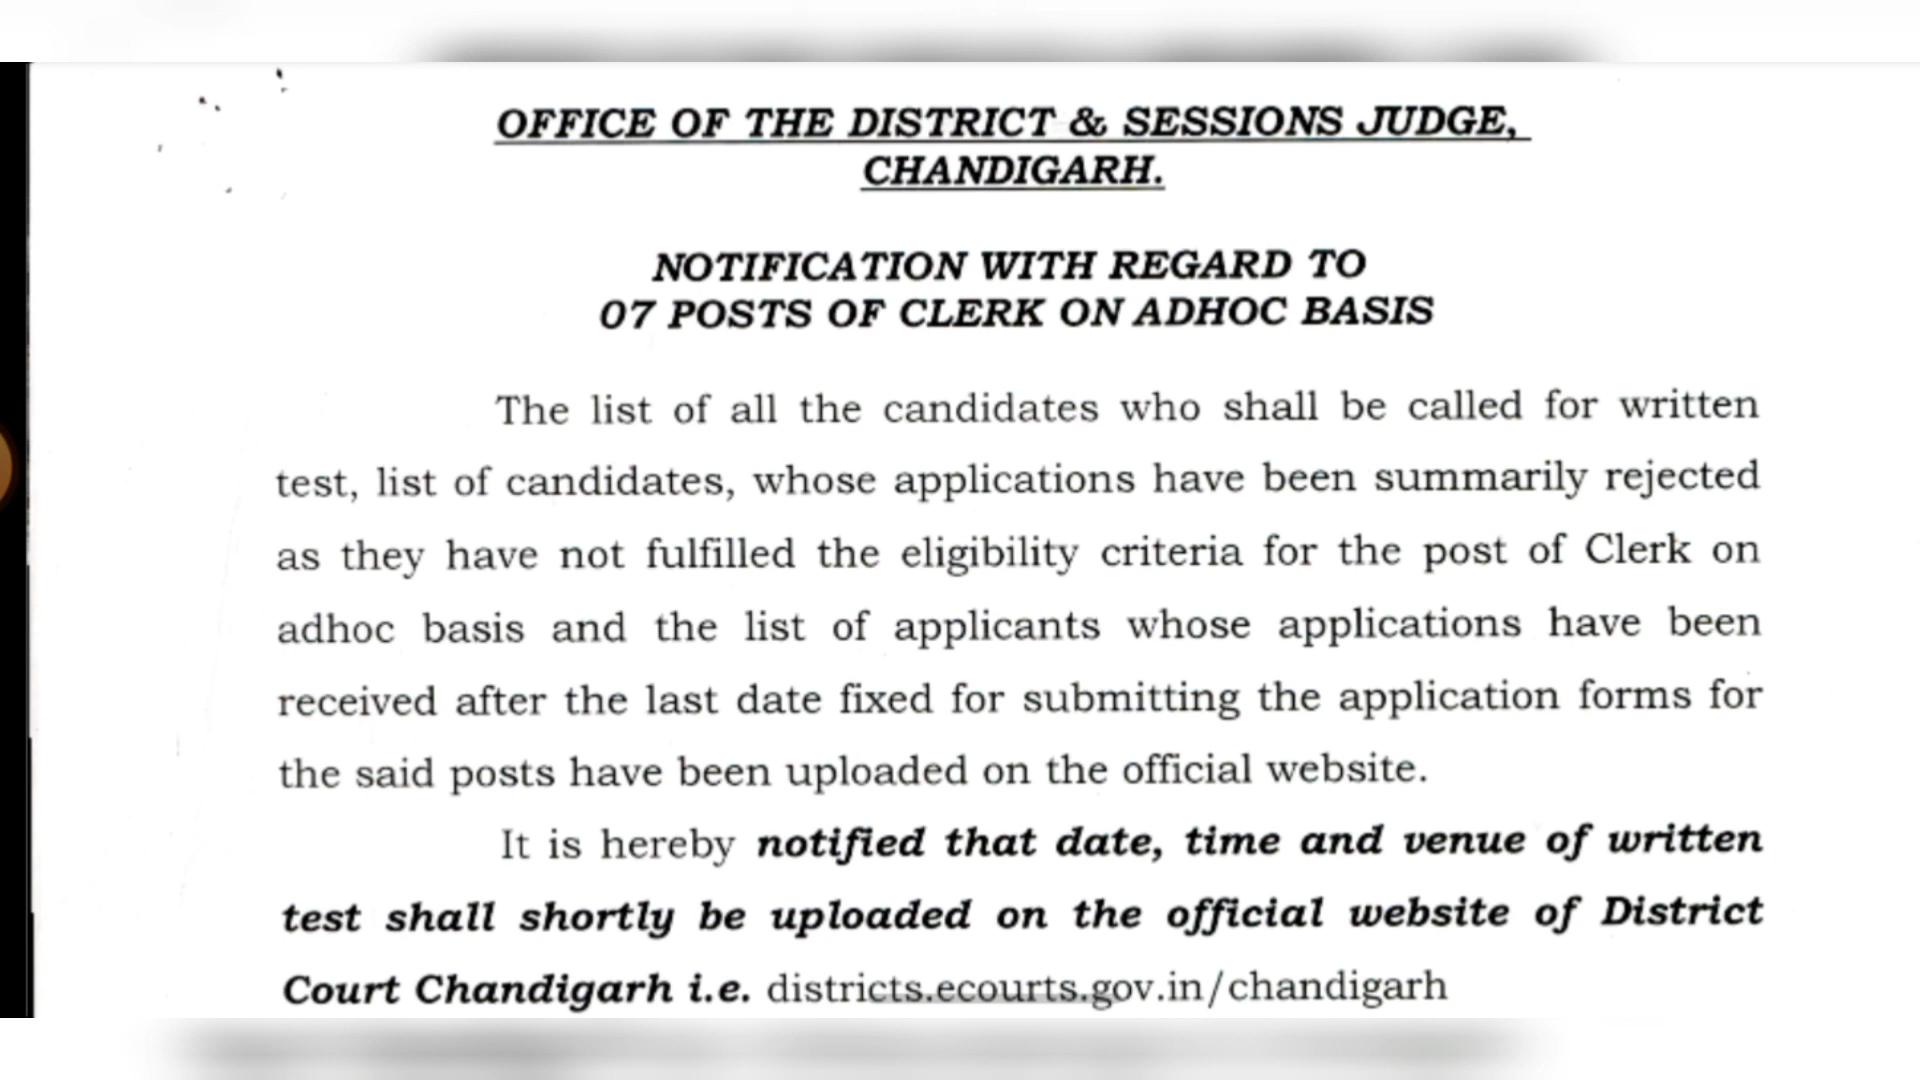 OFFICE OF THE DISTRICT & SESSIONS JUDGE,
CHANDIGARH.
NOTIFICATION WITH REGARD TO
07 POSTS OF CLERK ON ADHOC BASIS
The list of all the candidates who shall be called for written
test, list of candidates, whose applications have been summarily rejected
as they have not fulfilled the eligibility criteria for the post of Clerk on
adhoc basis and the list of applicants whose applications have been
received after the last date fixed for submitting the application forms for
the said posts have been uploaded on the official website.
It is hereby notified that date, time and venue of written
test shall shortly be uploaded on the official website of District
Court Chandigarh i.e. districts.ecourts.gov.in/chandigarh